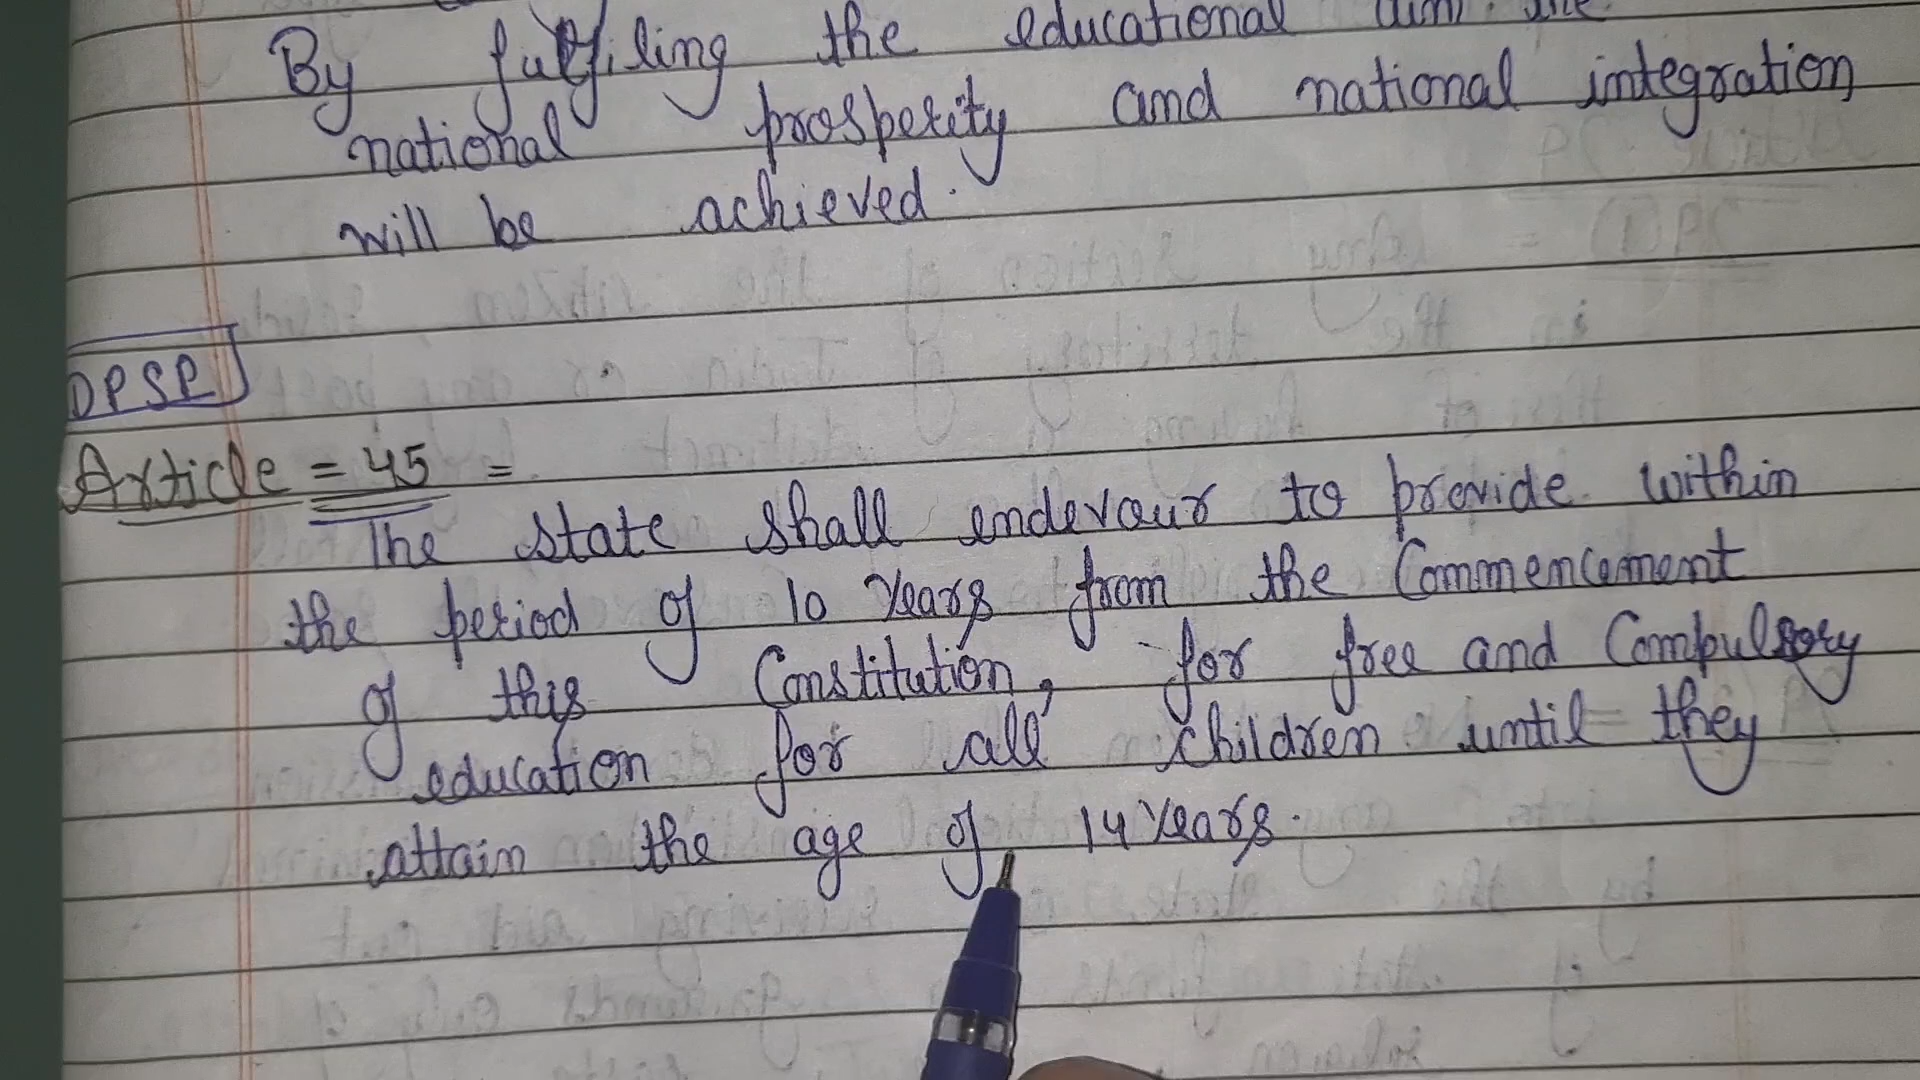 By fulfiling the educational aim. the
national prosperity and national integration
will be achieved.
DPSP
Article = 45 =
The state shall endevour to provide within
the period of 10 Years from the Commencement
of this Constitution, for free and Compulsory
education for all children until they
attain the age of 14 Years.